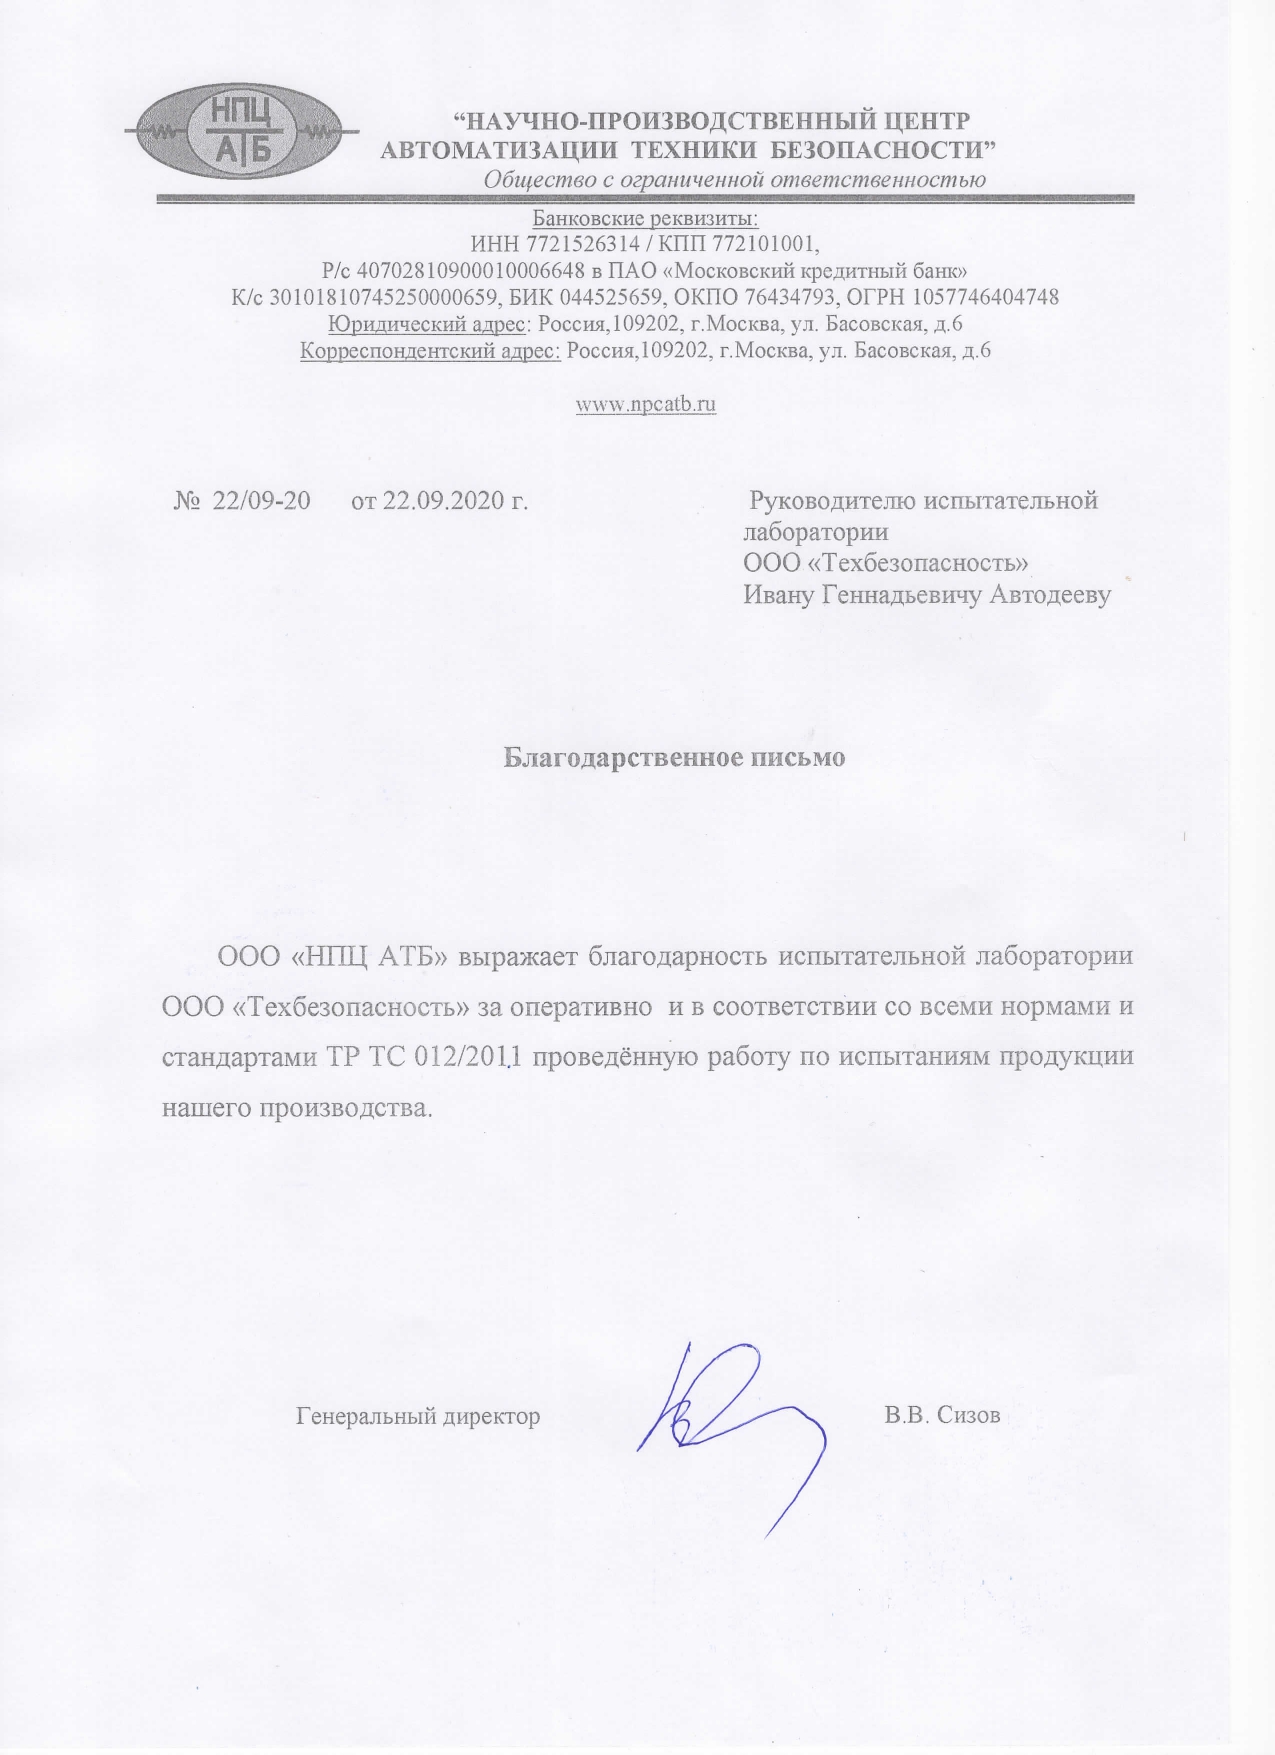 НПЦ
АТБ
“НАУЧНО-ПРОИЗВОДСТВЕННЫЙ ЦЕНТР
АВТОМАТИЗАЦИИ ТЕХНИКИ БЕЗОПАСНОСТИ”
Общество с ограниченной ответственностью
Банковские реквизиты:
ИНН 7721526314 / КПП 772101001,
Р/с 40702810900010006648 в ПАО «Московский кредитный банк»
К/с 30101810745250000659, БИК 044525659, ОКПО 76434793, ОГРН 1057746404748
Юридический адрес: Россия,109202, г.Москва, ул. Басовская, д.6
Корреспондентский адрес: Россия,109202, г.Москва, ул. Басовская, д.6
www.npcatb.ru
№ 22/09-20 от 22.09.2020 г.
Руководителю испытательной
лаборатории
ООО «Техбезопасность»
Ивану Геннадьевичу Автодееву
Благодарственное письмо
ООО «НПЦ АТБ» выражает благодарность испытательной лаборатории
ООО «Техбезопасность» за оперативно и в соответствии со всеми нормами и
стандартами ТР ТС 012/2011 проведённую работу по испытаниям продукции
нашего производства.
Генеральный директор
В.В. Сизов